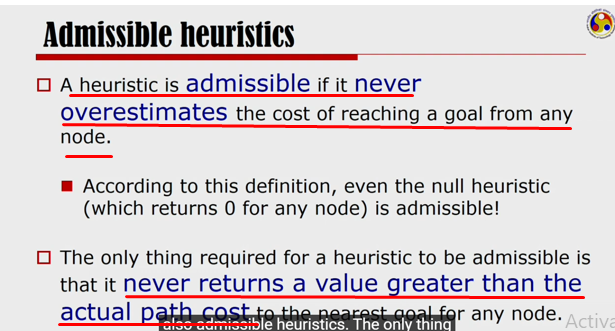 Admissible heuristics
A heuristic is admissible if it never
overestimates the cost of reaching a goal from any
node.
According to this definition, even the null heuristic
(which returns 0 for any node) is admissible!
The only thing required for a heuristic to be admissible is
that it never returns a value greater than the
actual path cost to the nearest goal for any node.
also admissible heuristics. The only thing
Activa